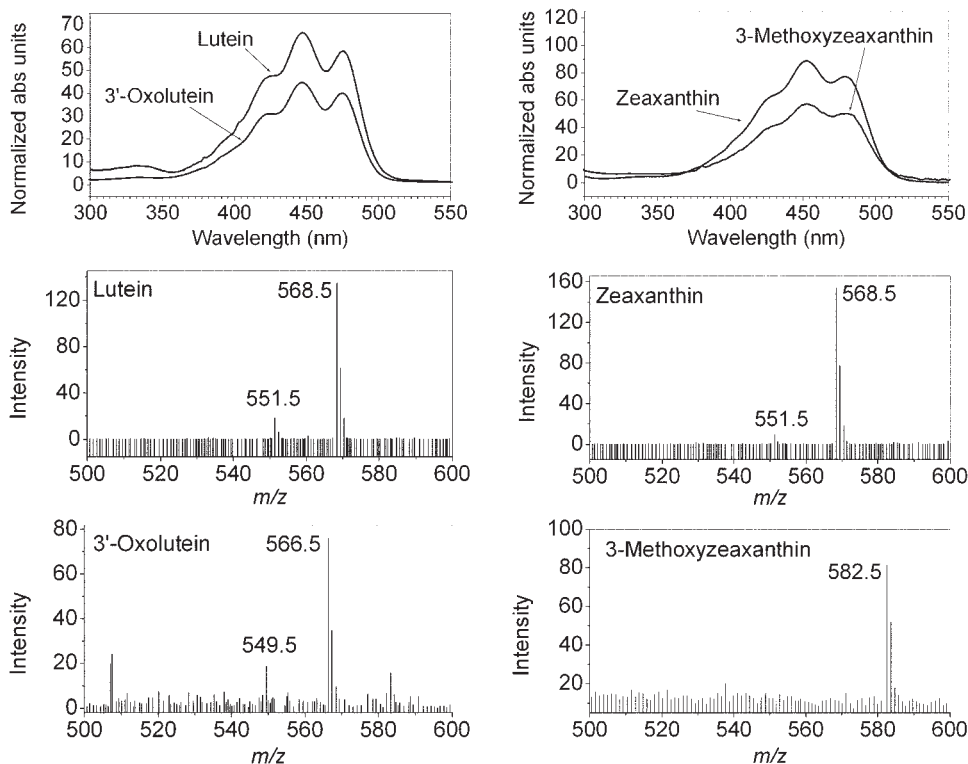 Normalized abs units
70
60
50
40
30
20
10
0
Lutein
3'-Oxolutein
300 350 400 450 500 550
Wavelength (nm)
Normalized abs units
120
100
80
60
40
20
0
3-Methoxyzeaxanthin
Zeaxanthin
300 350 400 450 500 550
Wavelength (nm)
Intensity
120
80
40
0
Lutein
568.5
551.5
500 520 540 560 580 600
m/z
Intensity
160
120
80
40
0
Zeaxanthin
568.5
551.5
500 520 540 560 580 600
m/z
Intensity
80
60
40
20
0
3'-Oxolutein
566.5
549.5
500 520 540 560 580 600
m/z
Intensity
100
80
60
40
20
3-Methoxyzeaxanthin
582.5
500 520 540 560 580 600
m/z